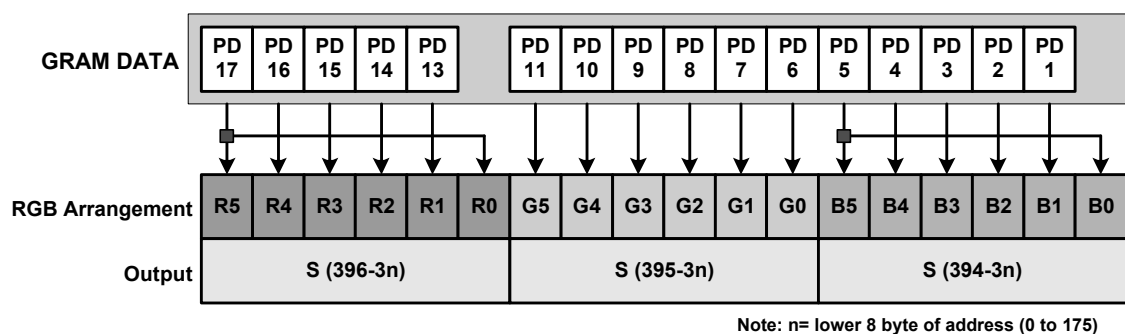 GRAM DATA
PD 17 PD 16 PD 15 PD 14 PD 13 PD 11 PD 10 PD 9 PD 8 PD 7 PD 6 PD 5 PD 4 PD 3 PD 2 PD 1
RGB Arrangement R5 R4 R3 R2 R1 R0 G5 G4 G3 G2 G1 G0 B5 B4 B3 B2 B1 B0
Output S (396-3n) S (395-3n) S (394-3n)
Note: n= lower 8 byte of address (0 to 175)